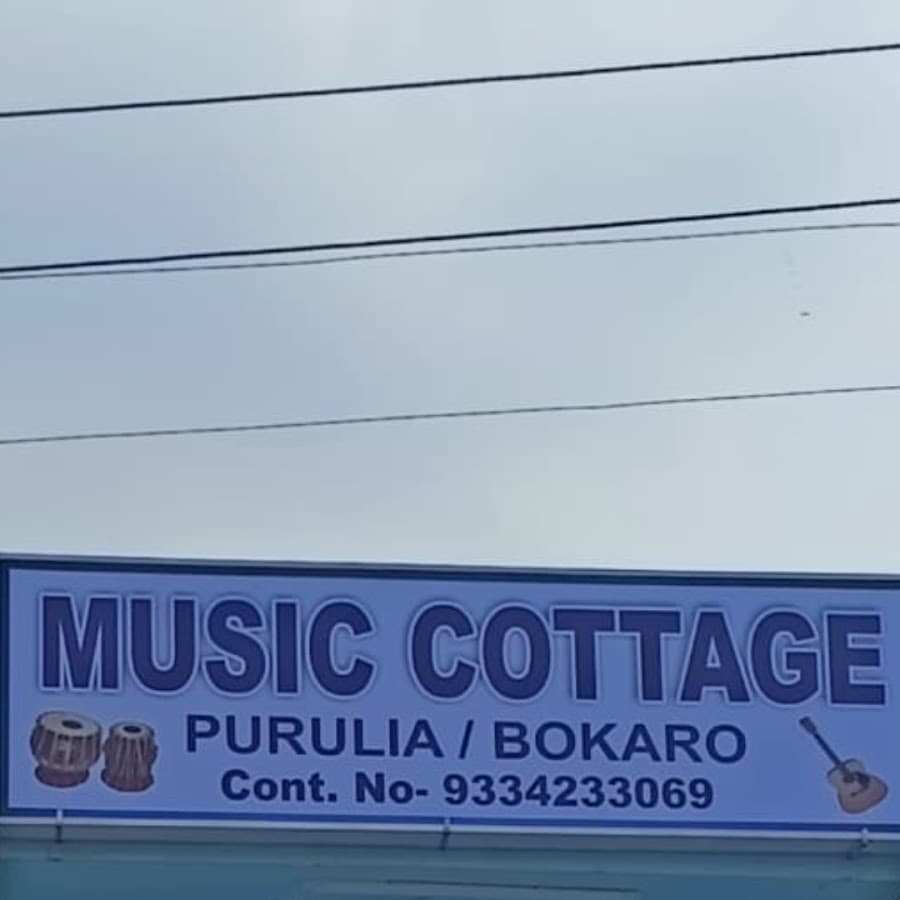 MUSIC COTTAGE
PURULIA / BOKARO
Cont. No- 9334233069